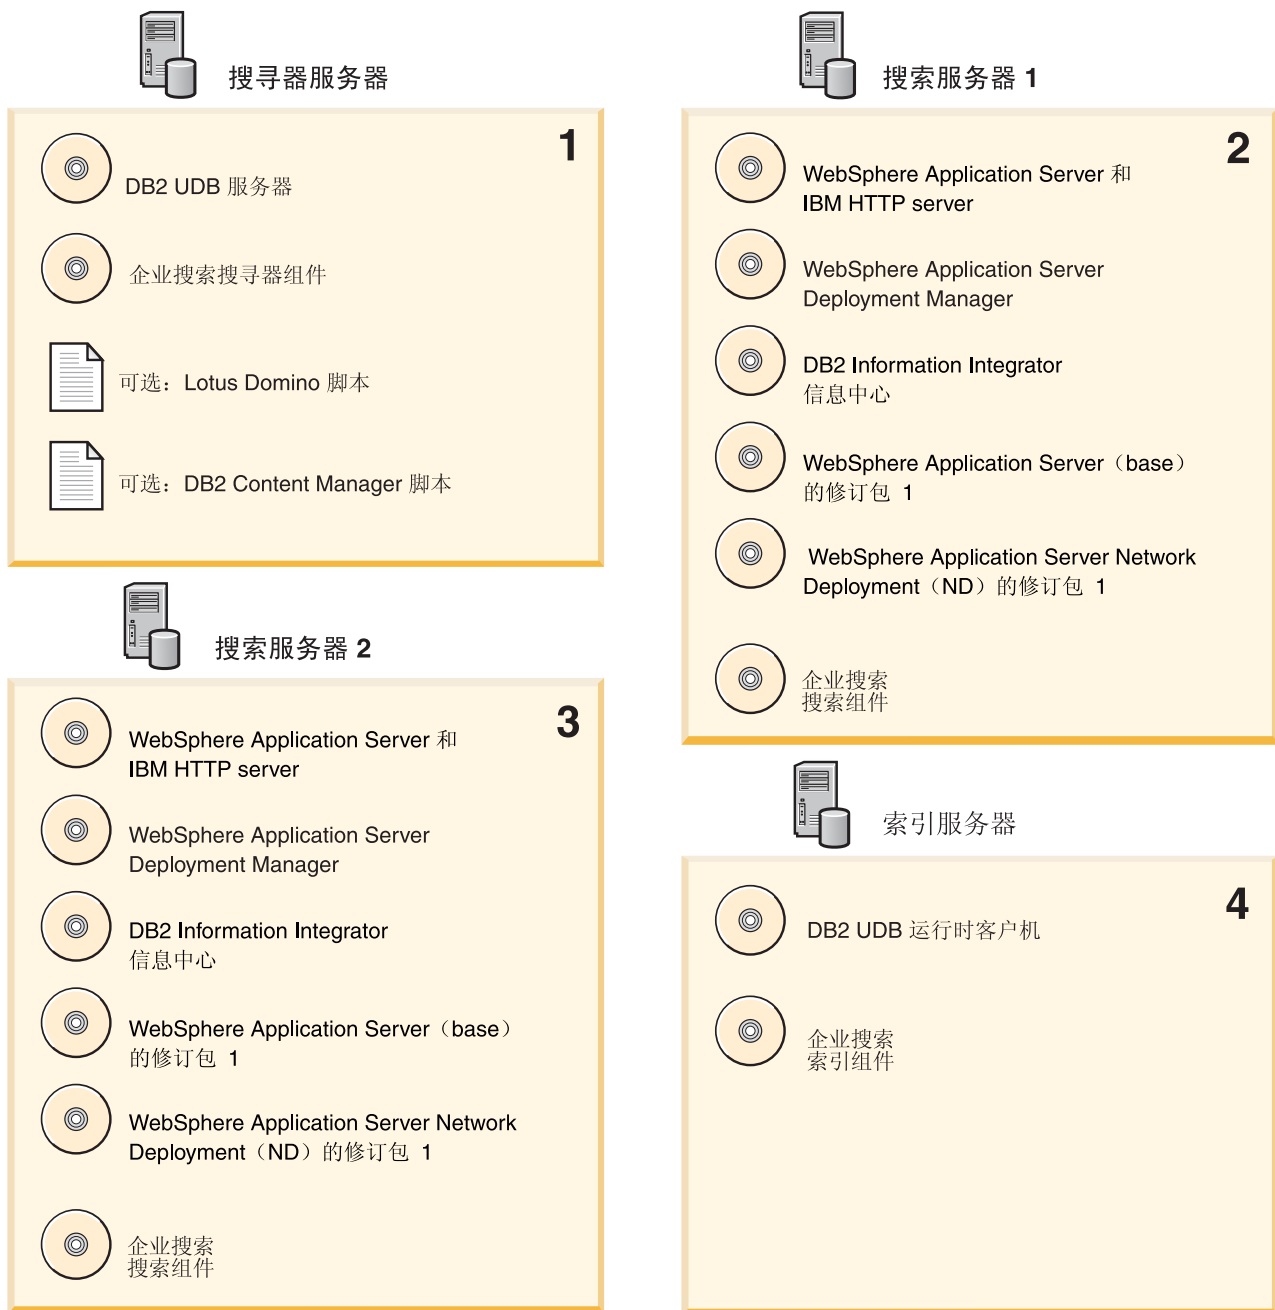 搜寻器服务器
1
DB2 UDB 服务器
企业搜索搜寻器组件
可选：Lotus Domino 脚本
可选：DB2 Content Manager 脚本
搜索服务器 1
2
WebSphere Application Server 和
IBM HTTP server
WebSphere Application Server
Deployment Manager
DB2 Information Integrator
信息中心
WebSphere Application Server（base）
的修订包 1
WebSphere Application Server Network
Deployment（ND）的修订包 1
企业搜索
搜索组件
搜索服务器 2
3
WebSphere Application Server 和
IBM HTTP server
WebSphere Application Server
Deployment Manager
DB2 Information Integrator
信息中心
WebSphere Application Server（base）
的修订包 1
WebSphere Application Server Network
Deployment（ND）的修订包 1
企业搜索
搜索组件
索引服务器
4
DB2 UDB 运行时客户机
企业搜索
索引组件